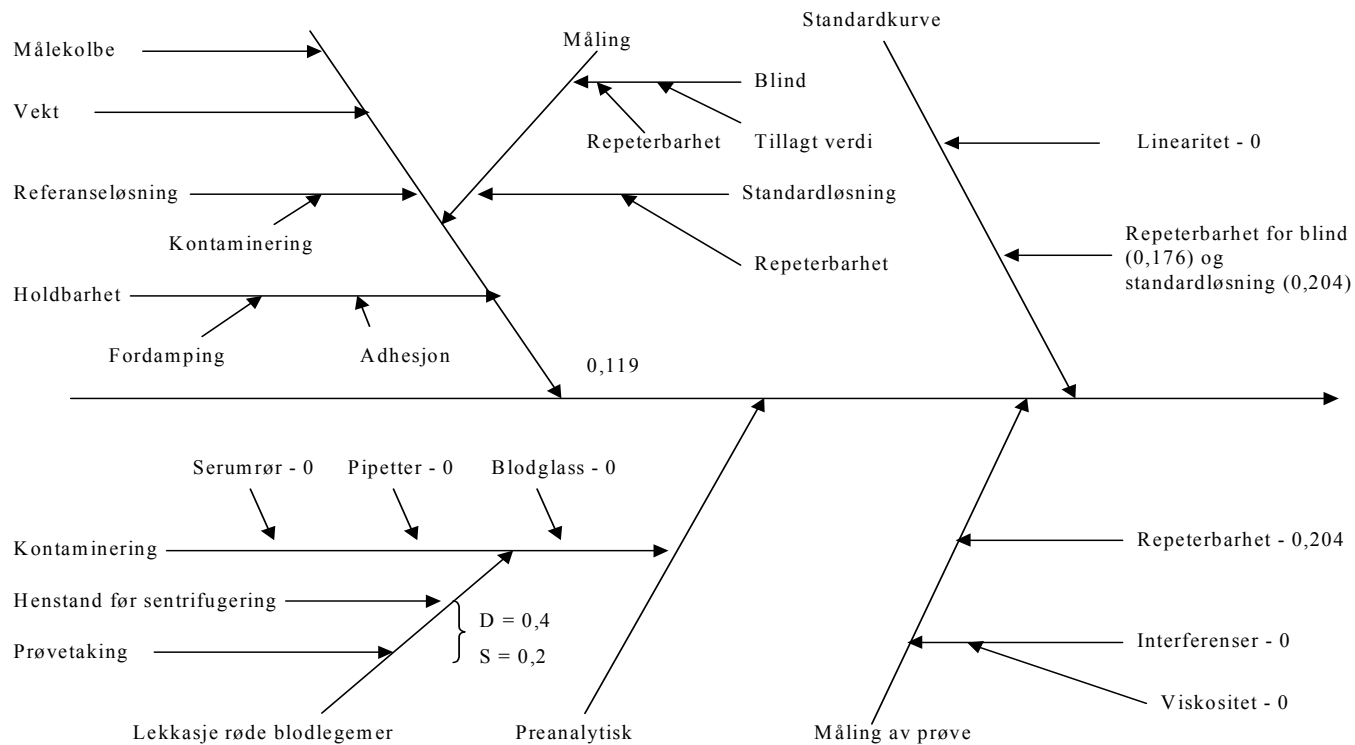 Standardkurve
Målekolbe
Måling
Vekt
Blind
Repeterbarhet
Tillagt verdi
Linearitet - 0
Referanseløsning
Standardløsning
Kontaminering
Repeterbarhet
Repeterbarhet for blind
(0,176) og
standardløsning (0,204)
Holdbarhet
Fordamping
Adhesjon
0,119
Serumrør - 0
Pipetter - 0
Blodglass - 0
Kontaminering
Repeterbarhet - 0,204
Henstand før sentrifugering
D = 0,4
S = 0,2
Prøvetaking
Interferenser - 0
Viskositet - 0
Lekkasje røde blodlegemer
Preanalytisk
Måling av prøve